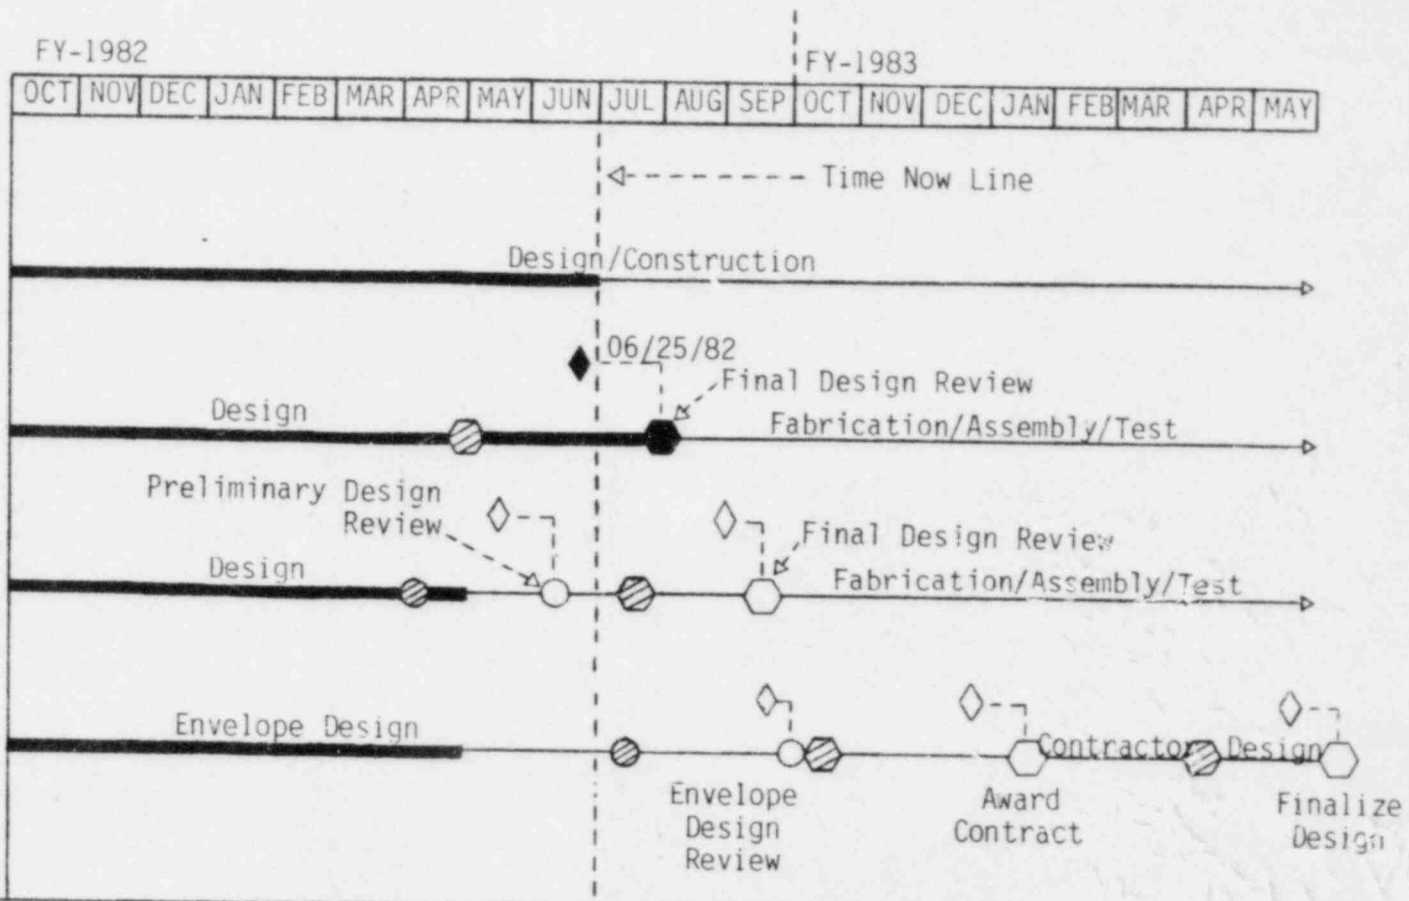 FY-1982
FY-1983
OCT NOV DEC JAN FEB MAR APR MAY JUN JUL AUG SEP OCT NOV DEC JAN FEB MAR APR MAY
Time Now Line
Design/Construction
06/25/82
Final Design Review
Design
Fabrication/Assembly/Test
Preliminary Design
Review
Final Design Review
Design
Fabrication/Assembly/Test
Envelope Design
Contractor Design
Envelope
Design
Review
Award
Contract
Finalize
Design